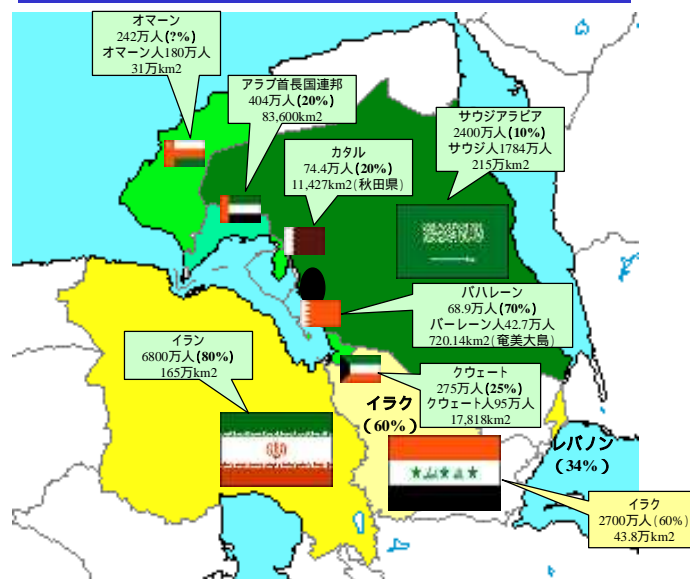 オマーン
242万人(?%)
オマーン人180万人
31万km2
アラブ首長国連邦
404万人(20%)
83,600km2
カタル
74.4万人(20%)
11,427km2(秋田県)
サウジアラビア
2400万人(10%)
サウジ人1784万人
215万km2
バハレーン
68.9万人(70%)
バーレーン人42.7万人
720.14km2(奄美大島)
イラン
6800万人(80%)
165万km2
クウェート
275万人(25%)
クウェート人95万人
17,818km2
イラク
(60%)
レバノン
(34%)
イラク
2700万人(60%)
43.8万km2